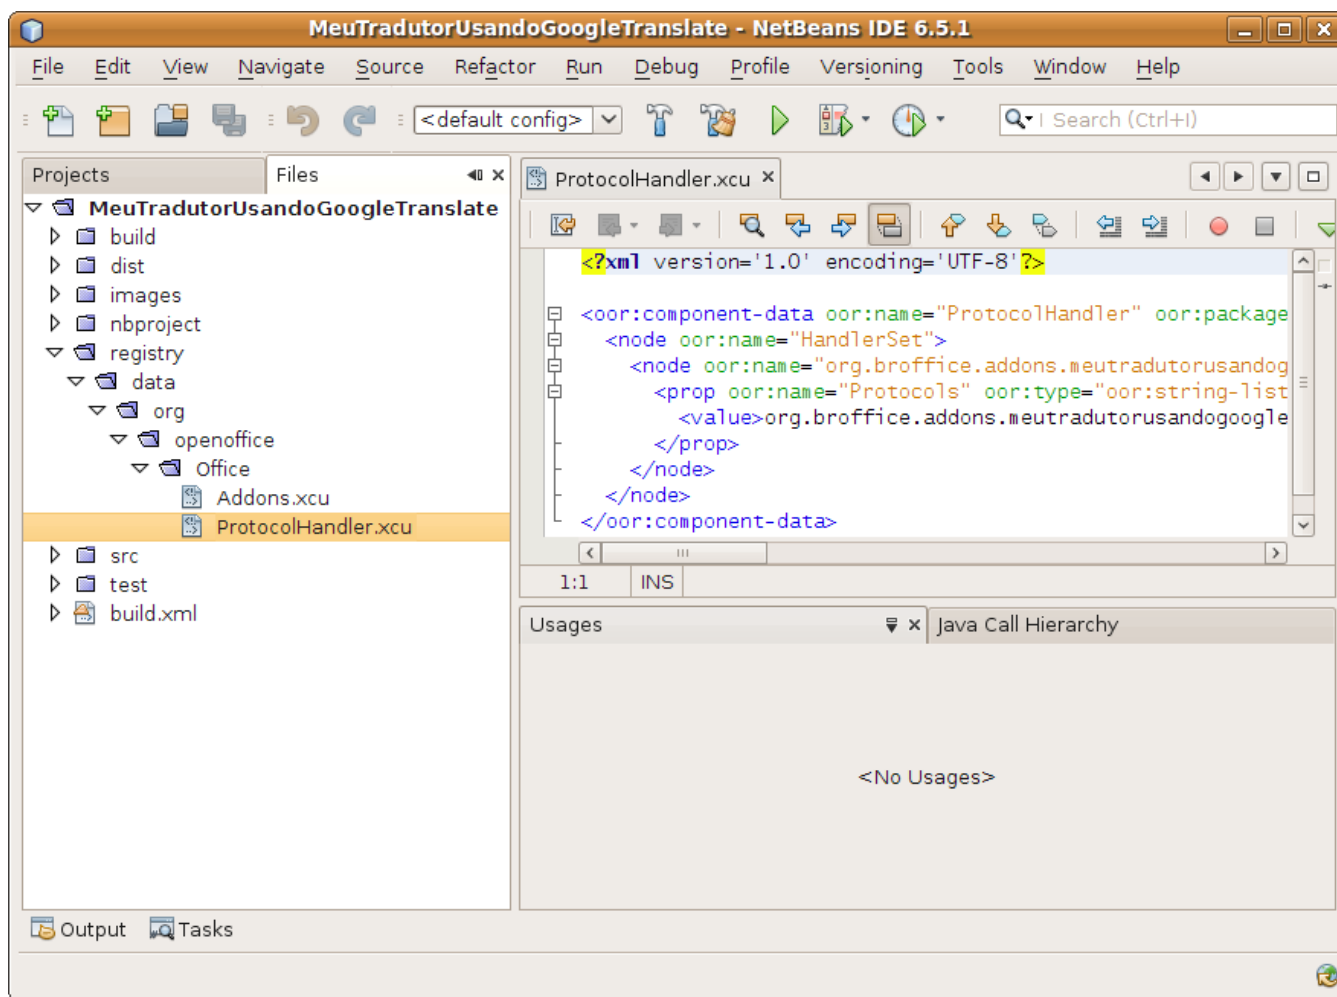 MeuTradutorUsandoGoogleTranslate - NetBeans IDE 6.5.1
File Edit View Navigate Source Refactor Run Debug Profile Versioning Tools Window Help
<default config> Search (Ctrl+I)
Projects Files
MeuTradutorUsandoGoogleTranslate
build
dist
images
nbproject
registry
data
org
openoffice
Office
Addons.xcu
ProtocolHandler.xcu
src
test
build.xml
ProtocolHandler.xcu
<?xml version='1.0' encoding='UTF-8'?>
<oor:component-data oor:name="ProtocolHandler" oor:package
<node oor:name="HandlerSet">
<node oor:name="org.broffice.addons.meutradutorusandog
<prop oor:name="Protocols" oor:type="oor:string-list
<value>org.broffice.addons.meutradutorusandogoogle
</prop>
</node>
</node>
</oor:component-data>
1:1 INS
Usages Java Call Hierarchy
<No Usages>
Output Tasks